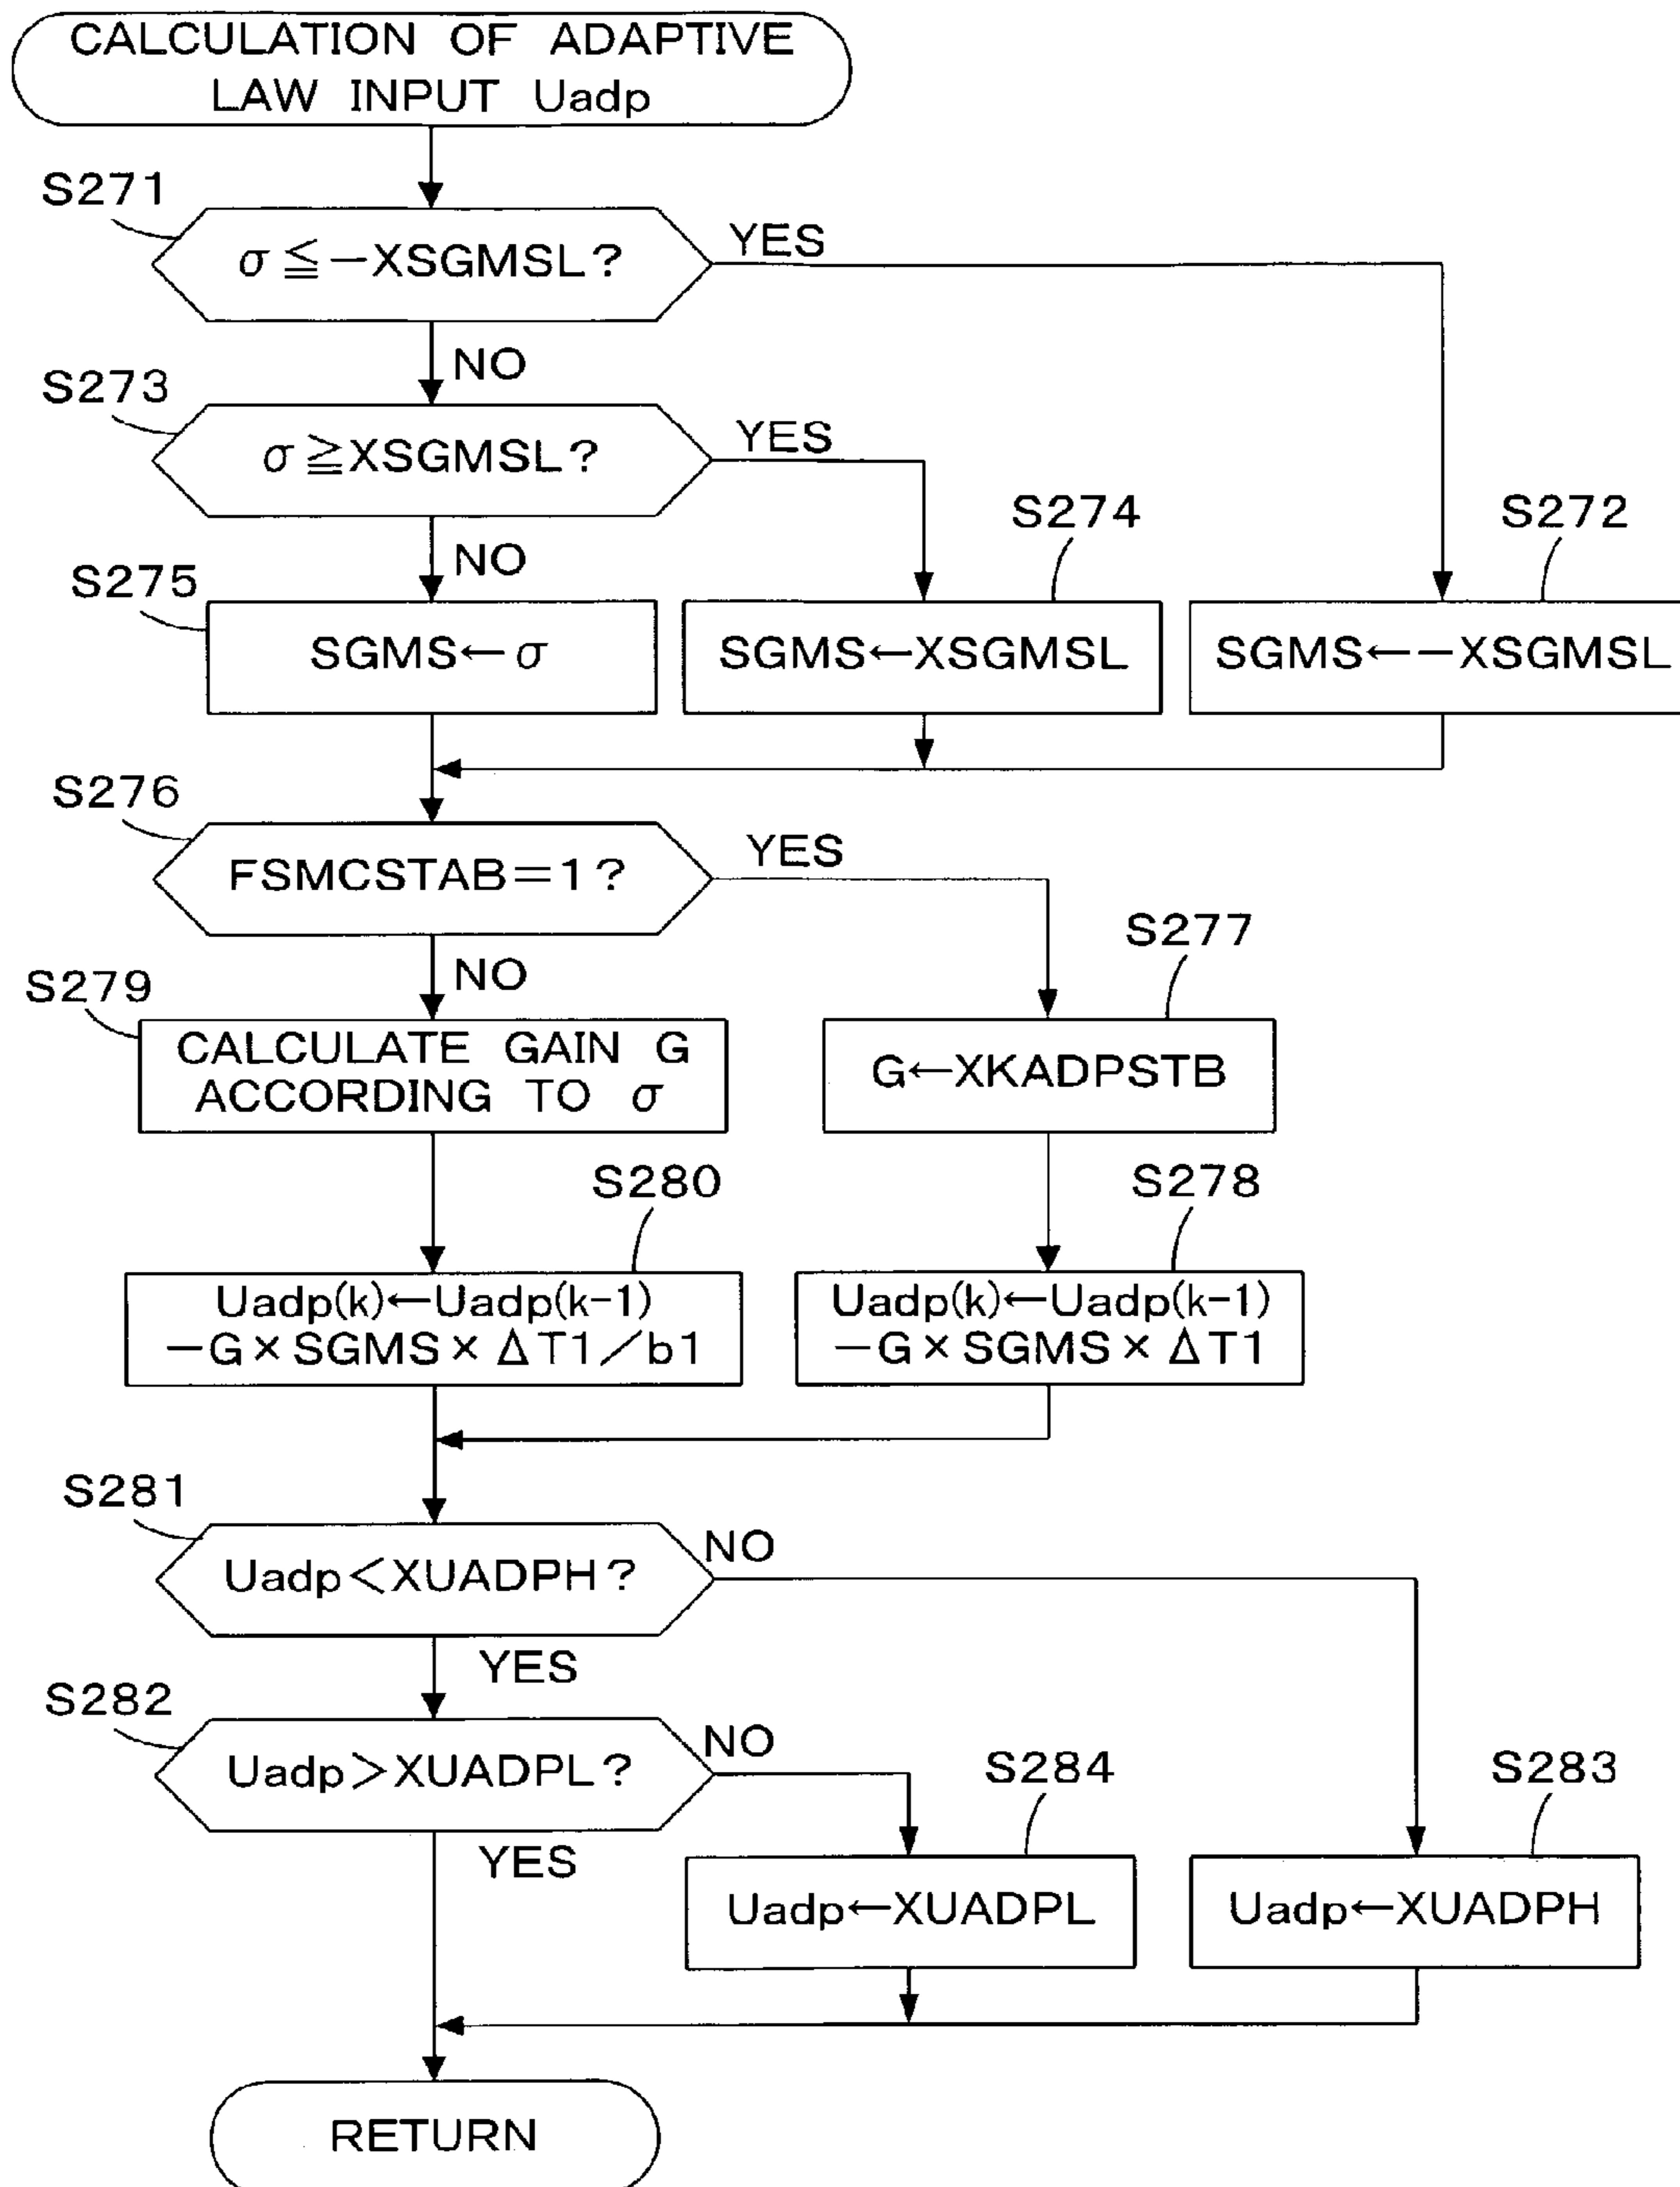 CALCULATION OF ADAPTIVE
LAW INPUT Uadp
S271
σ≦−XSGMSL?
YES
NO
S273
σ≧XSGMSL?
YES
NO
S274
S272
S275
SGMS←σ
SGMS←XSGMSL
SGMS←−XSGMSL
S276
FSMCSTAB=1?
YES
NO
S277
S279
CALCULATE GAIN G
ACCORDING TO σ
G←XKADPSTB
S280
S278
Uadp(k)←Uadp(k-1)
−G×SGMS×ΔT1/b1
Uadp(k)←Uadp(k-1)
−G×SGMS×ΔT1
S281
Uadp<XUADPH?
NO
YES
S282
Uadp>XUADPL?
NO
YES
S284
S283
Uadp←XUADPL
Uadp←XUADPH
RETURN